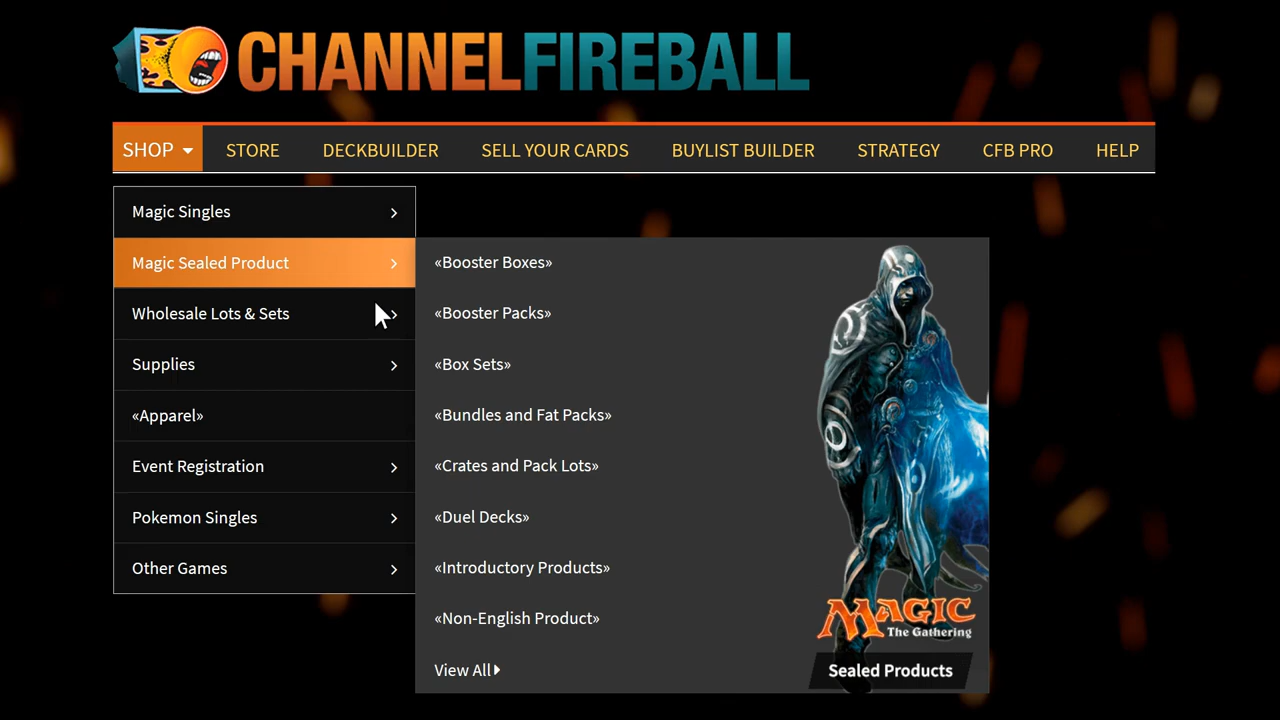 CHANNELFIREBALL
SHOP STORE DECKBUILDER SELL YOUR CARDS BUYLIST BUILDER STRATEGY CFB PRO HELP
Magic Singles
Magic Sealed Product
Wholesale Lots & Sets
Supplies
«Apparel»
Event Registration
Pokemon Singles
Other Games
«Booster Boxes»
«Booster Packs»
«Box Sets»
«Bundles and Fat Packs»
«Crates and Pack Lots»
«Duel Decks»
«Introductory Products»
«Non-English Product»
View All
MAGIC
The Gathering
Sealed Products